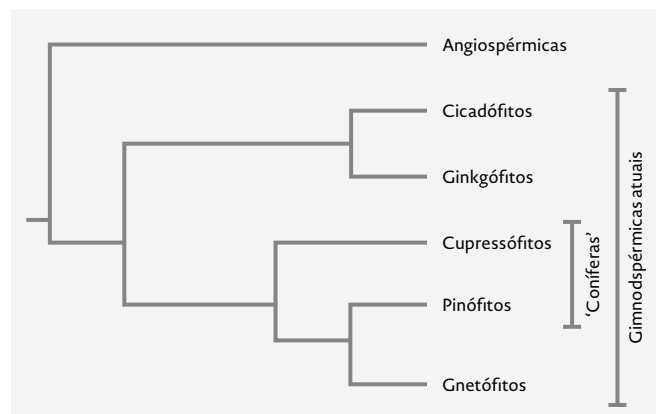 Angiospérmicas
Cicadófitos
Ginkgófitos
Cupressófitos
Pinófitos
Gnetófitos
‘Coníferas’
Gimnodspérmicas atuais